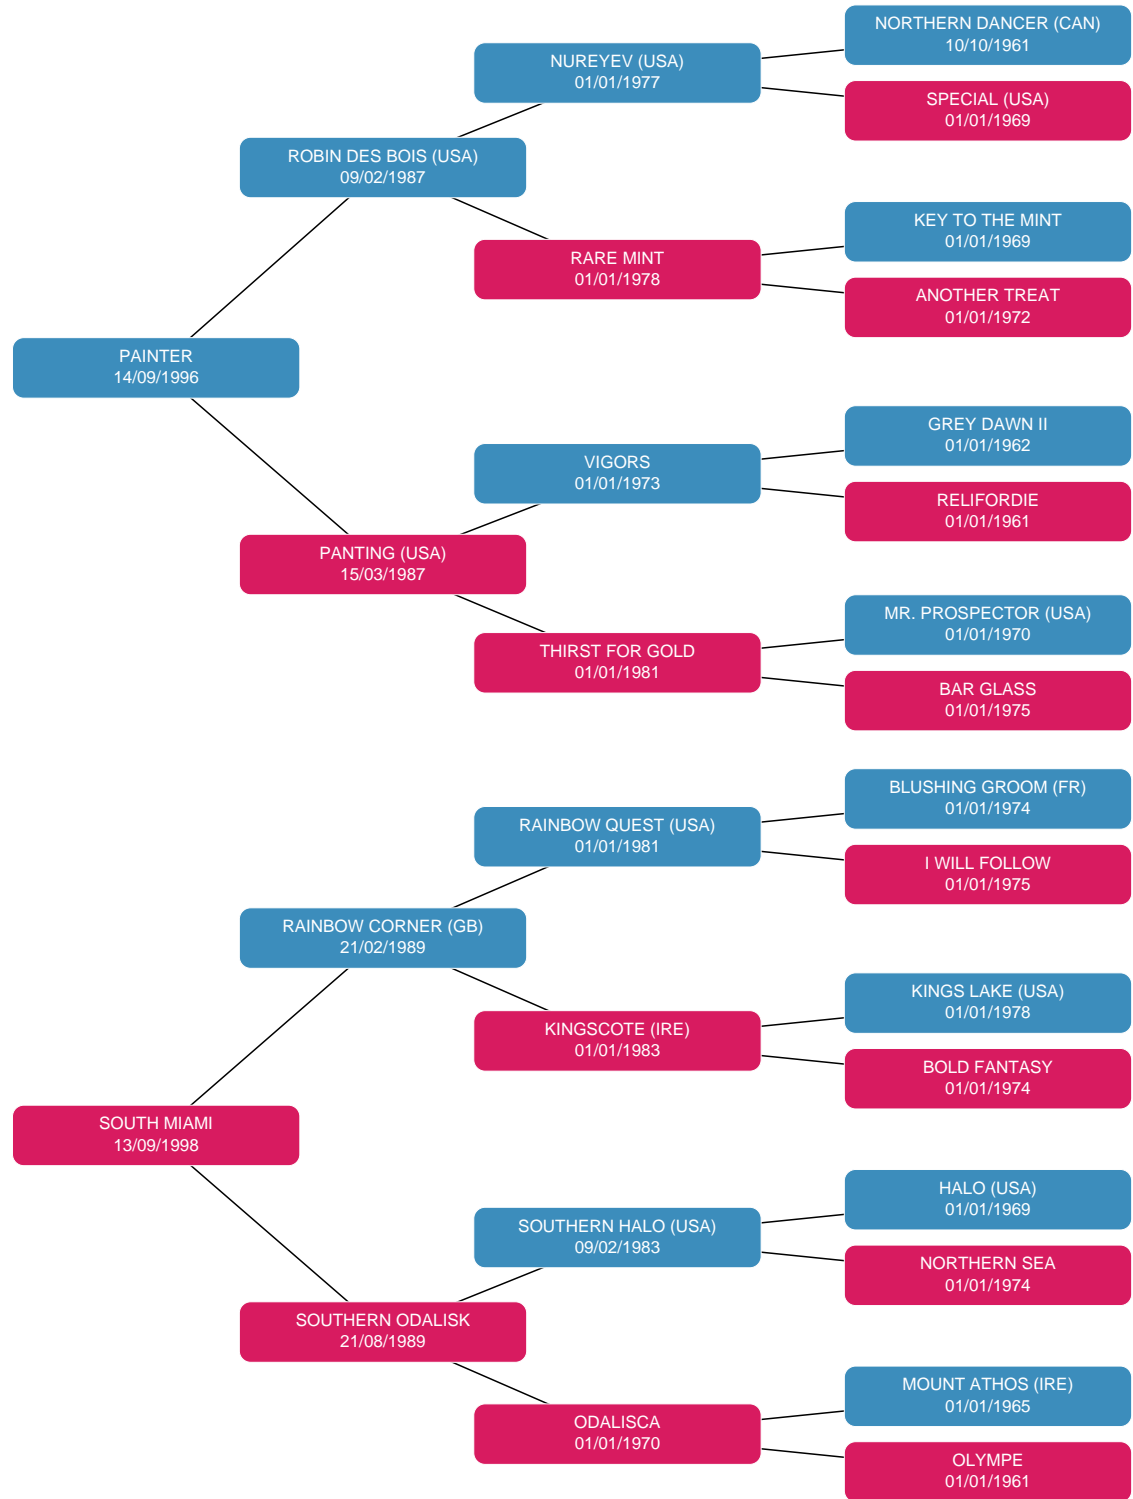 NORTHERN DANCER (CAN)
10/10/1961
NUREYEV (USA)
01/01/1977
SPECIAL (USA)
01/01/1969
ROBIN DES BOIS (USA)
09/02/1987
KEY TO THE MINT
01/01/1969
RARE MINT
01/01/1978
ANOTHER TREAT
01/01/1972
PAINTER
14/09/1996
GREY DAWN II
01/01/1962
VIGORS
01/01/1973
RELIFORDIE
01/01/1961
PANTING (USA)
15/03/1987
MR. PROSPECTOR (USA)
01/01/1970
THIRST FOR GOLD
01/01/1981
BAR GLASS
01/01/1975
BLUSHING GROOM (FR)
01/01/1974
RAINBOW QUEST (USA)
01/01/1981
I WILL FOLLOW
01/01/1975
RAINBOW CORNER (GB)
21/02/1989
KINGS LAKE (USA)
01/01/1978
KINGSCOTE (IRE)
01/01/1983
BOLD FANTASY
01/01/1974
SOUTH MIAMI
13/09/1998
HALO (USA)
01/01/1969
SOUTHERN HALO (USA)
09/02/1983
NORTHERN SEA
01/01/1974
SOUTHERN ODALISK
21/08/1989
MOUNT ATHOS (IRE)
01/01/1965
ODALISCA
01/01/1970
OLYMPE
01/01/1961